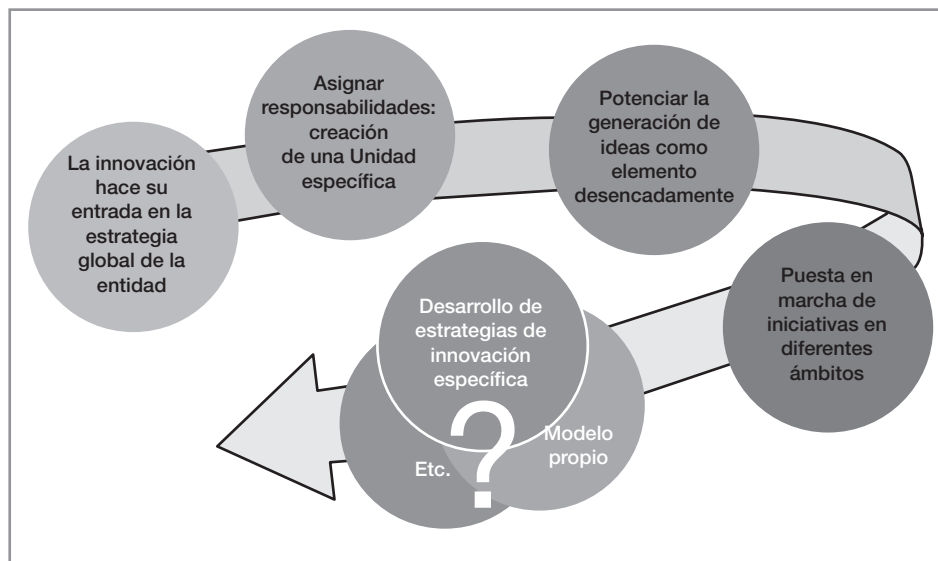 La innovación
hace su
entrada en la
estrategia
global de la
entidad
Asignar
responsabilidades:
creación
de una Unidad
específica
Potenciar la
generación de
ideas como
elemento
desencadamente
Puesta en
marcha de
iniciativas en
diferentes
ámbitos
Desarrollo de
estrategias de
innovación
específica
Modelo
propio
?
Etc.